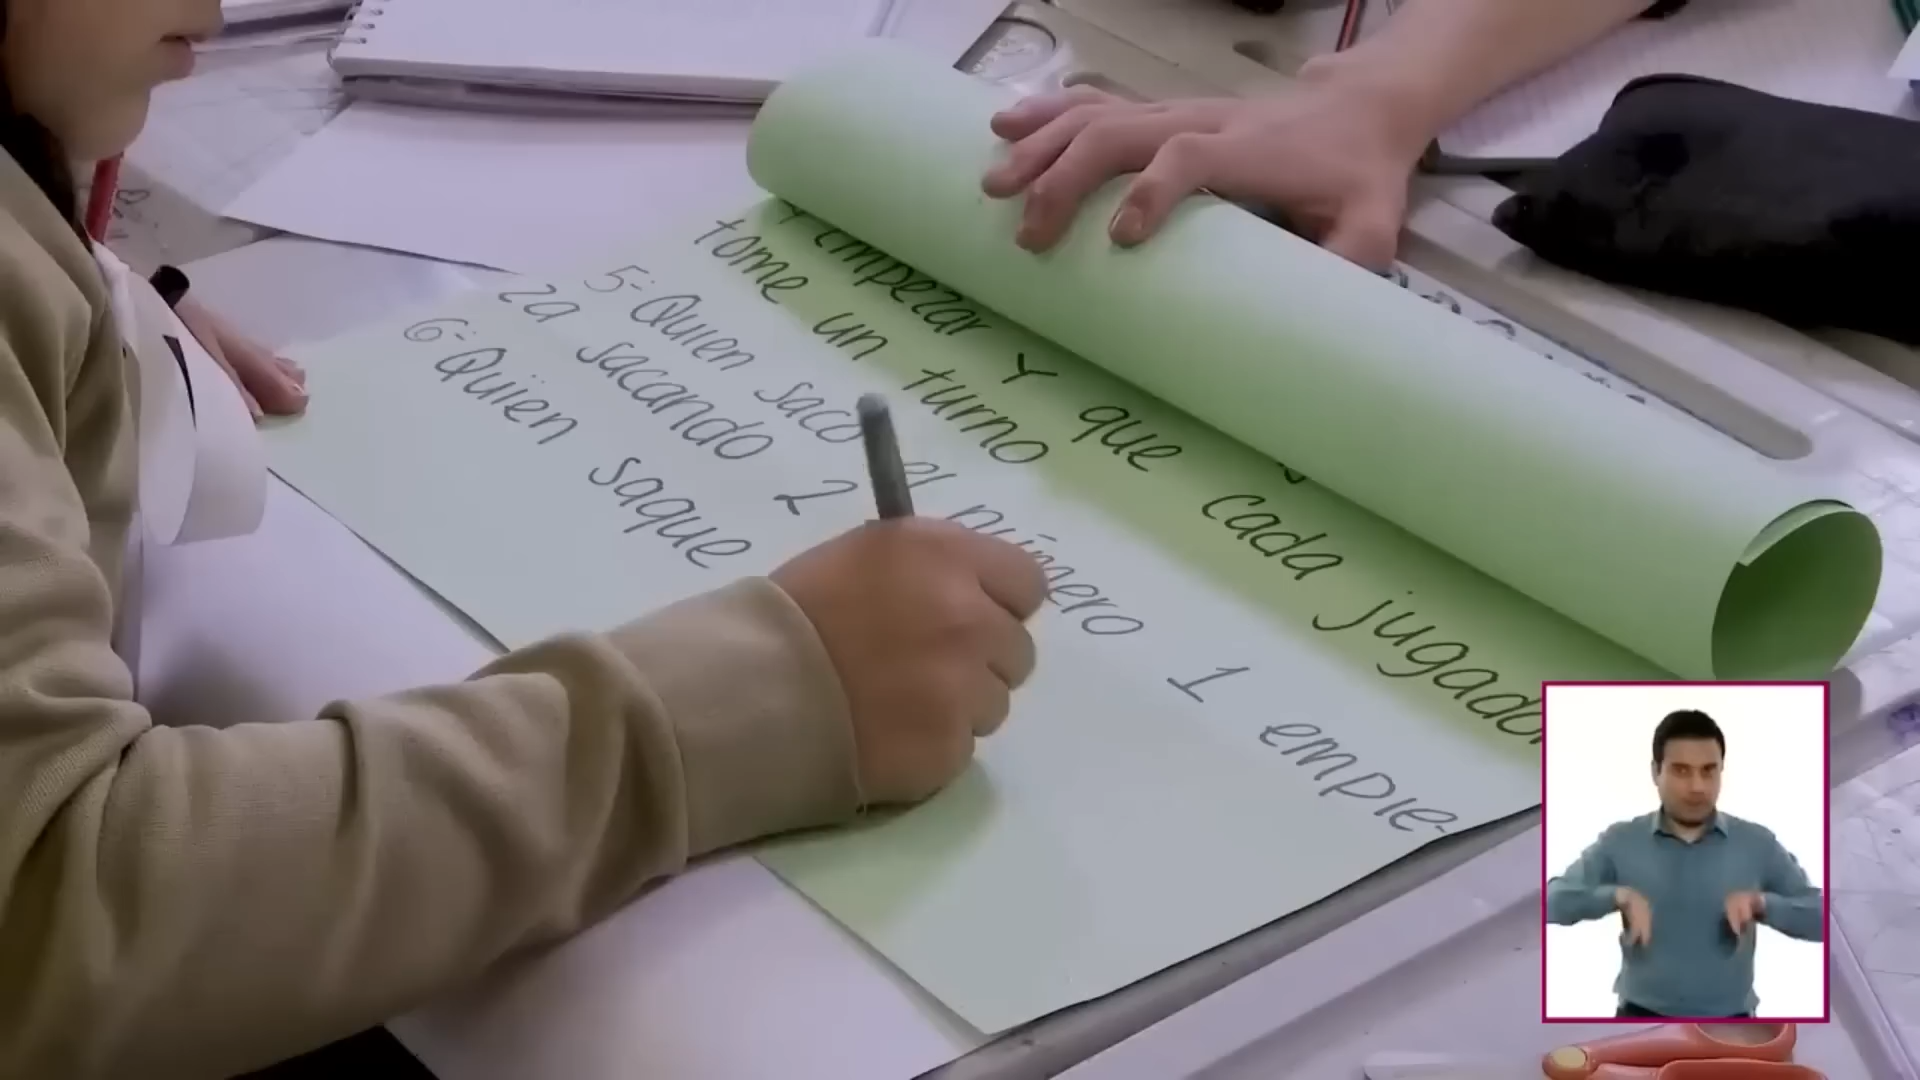 Y empezar Y que cada jugador
tome un turno
5- Quien saco el número 1 empie-
za sacando 2
6- Quien saque